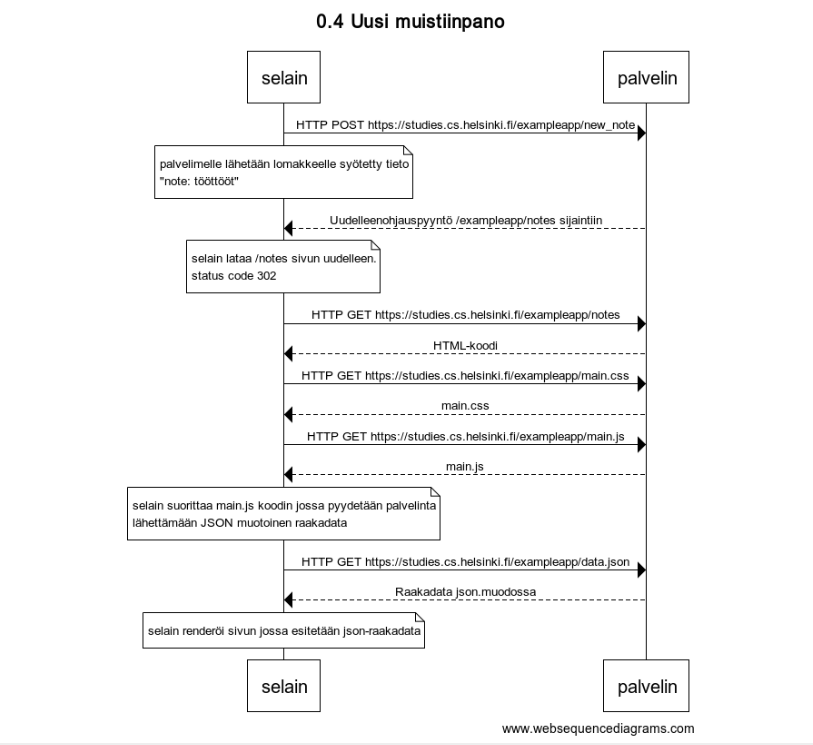 0.4 Uusi muistiinpano
selain
palvelin
HTTP POST https://studies.cs.helsinki.fi/exampleapp/new_note
palvelimelle lähetään lomakkeelle syötetty tieto
"note: tööttööt"
Uudelleenohjauspyyntö /exampleapp/notes sijaintiin
selain lataa /notes sivun uudelleen.
status code 302
HTTP GET https://studies.cs.helsinki.fi/exampleapp/notes
HTML-koodi
HTTP GET https://studies.cs.helsinki.fi/exampleapp/main.css
main.css
HTTP GET https://studies.cs.helsinki.fi/exampleapp/main.js
main.js
selain suorittaa main.js koodin jossa pyydetään palvelinta
lähettämään JSON muotoinen raakadata
HTTP GET https://studies.cs.helsinki.fi/exampleapp/data.json
Raakadata json.muodossa
selain renderöi sivun jossa esitetään json-raakadata
selain
palvelin
www.websequencediagrams.com